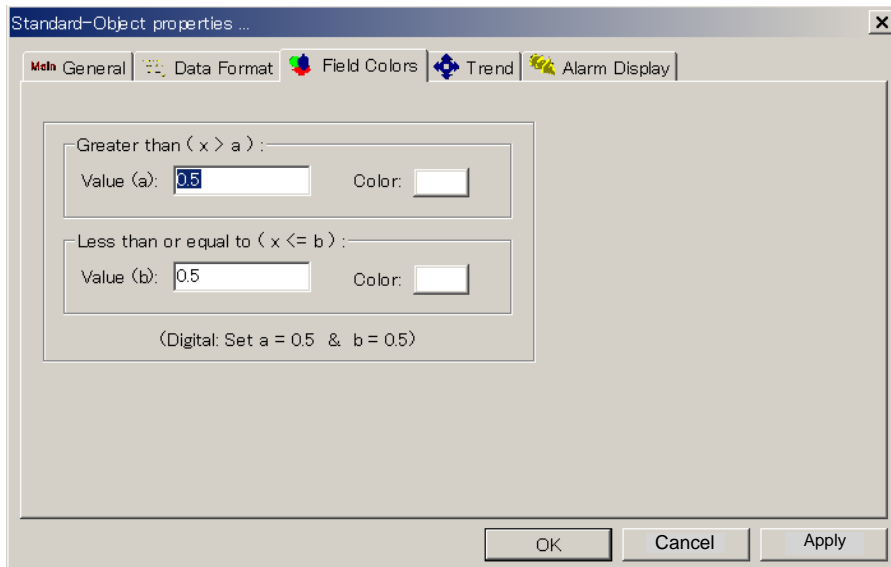 Standard-Object properties ...
Main General Data Format Field Colors Trend Alarm Display
Greater than ( x > a ) :
Value (a): 0.5 Color:
Less than or equal to ( x <= b ) :
Value (b): 0.5 Color:
(Digital: Set a = 0.5 & b = 0.5)
OK Cancel Apply